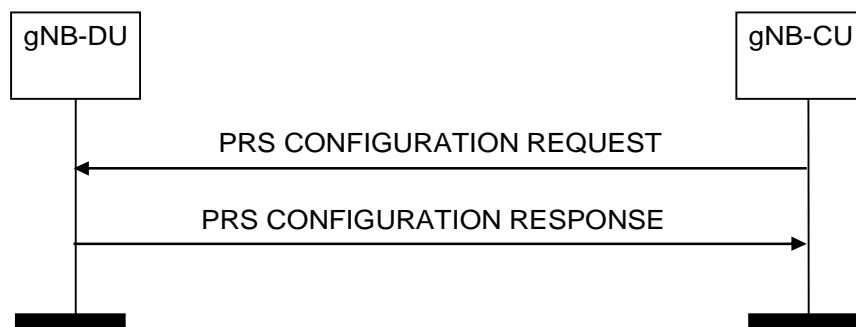 gNB-DU
gNB-CU
PRS CONFIGURATION REQUEST
PRS CONFIGURATION RESPONSE